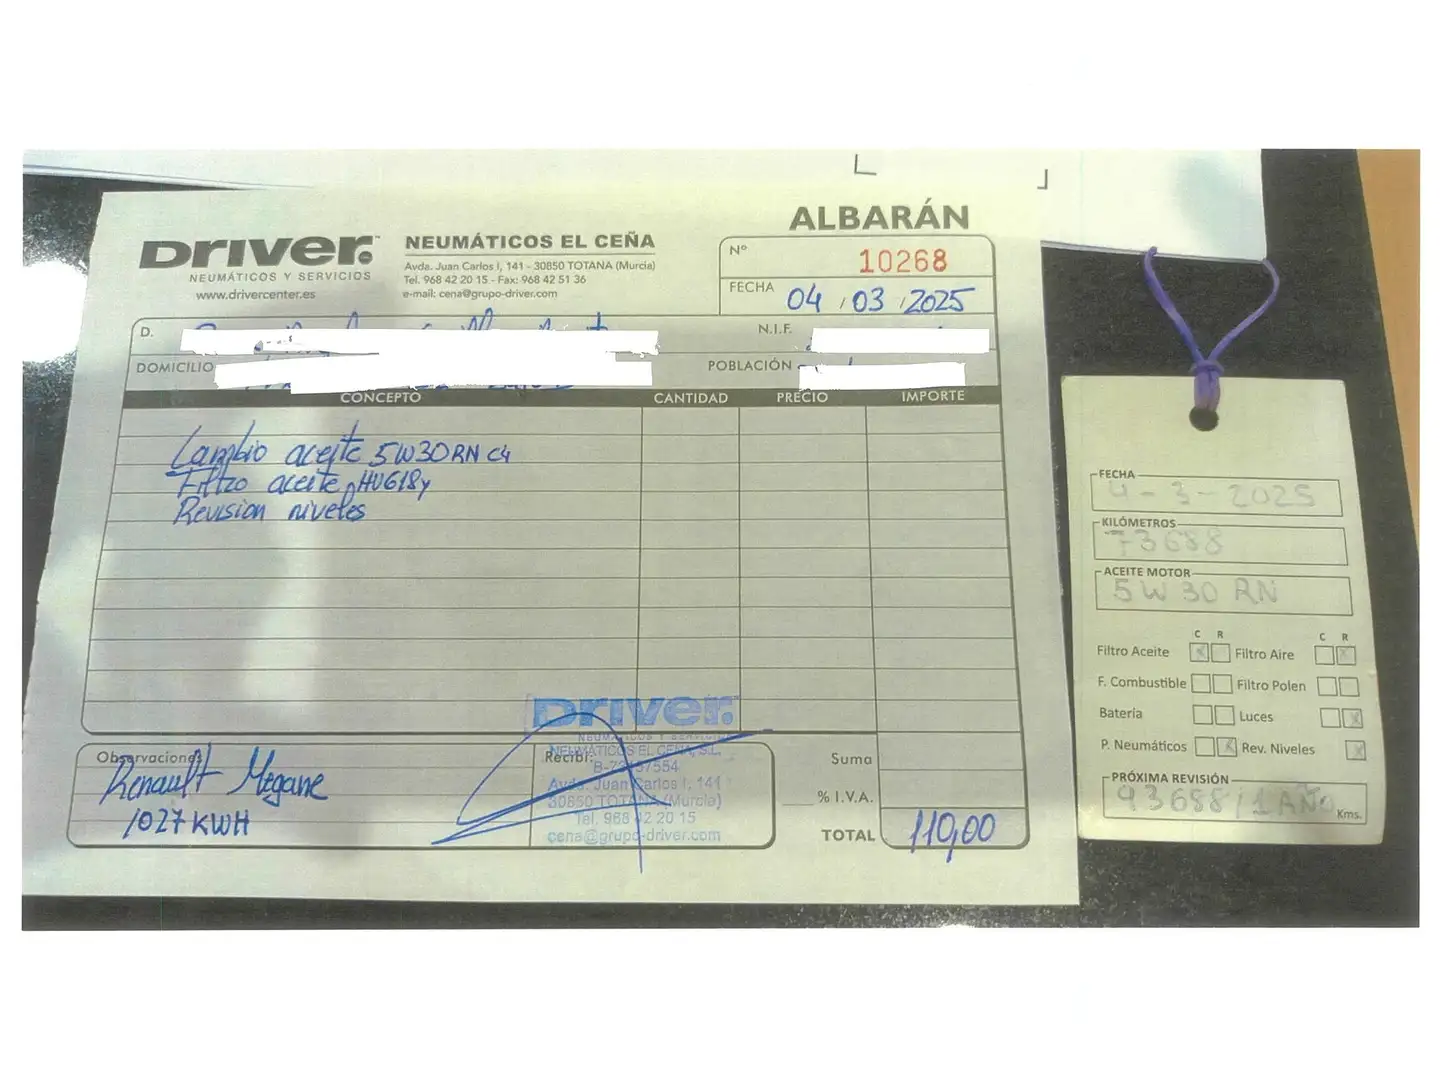 ALBARÁN
Driver.
NEUMÁTICOS Y SERVICIOS
www.drivercenter.es
NEUMÁTICOS EL CEÑA
Avda. Juan Carlos I, 141 - 30850 TOTANA (Murcia)
Tel. 968 42 20 15 - Fax: 968 42 51 36
e-mail: cena@grupo-driver.com
Nº 10268
FECHA 04 / 03 / 2025
D.
N.I.F.
DOMICILIO
POBLACIÓN
CONCEPTO CANTIDAD PRECIO IMPORTE
Cambio aceite 5W30 RN C4
Filtro aceite HU618y
Revision niveles
Observaciones
Renault Megane
1027 KWH
Recibí:
Driver.
NEUMÁTICOS Y SERVICIOS
NEUMÁTICOS EL CEÑA, S.L.
Avda. Juan Carlos I, 141
30850 TOTANA (Murcia)
Tel. 968 42 20 15
cena@grupo-driver.com
Suma
% I.V.A.
TOTAL 110,00
FECHA
4-3-2025
KILÓMETROS
73688
ACEITE MOTOR
5W30 RN
C R C R
Filtro Aceite X Filtro Aire X
F. Combustible Filtro Polen
Batería Luces X
P. Neumáticos X Rev. Niveles X
PRÓXIMA REVISIÓN
93688 / 1 AÑO Kms.